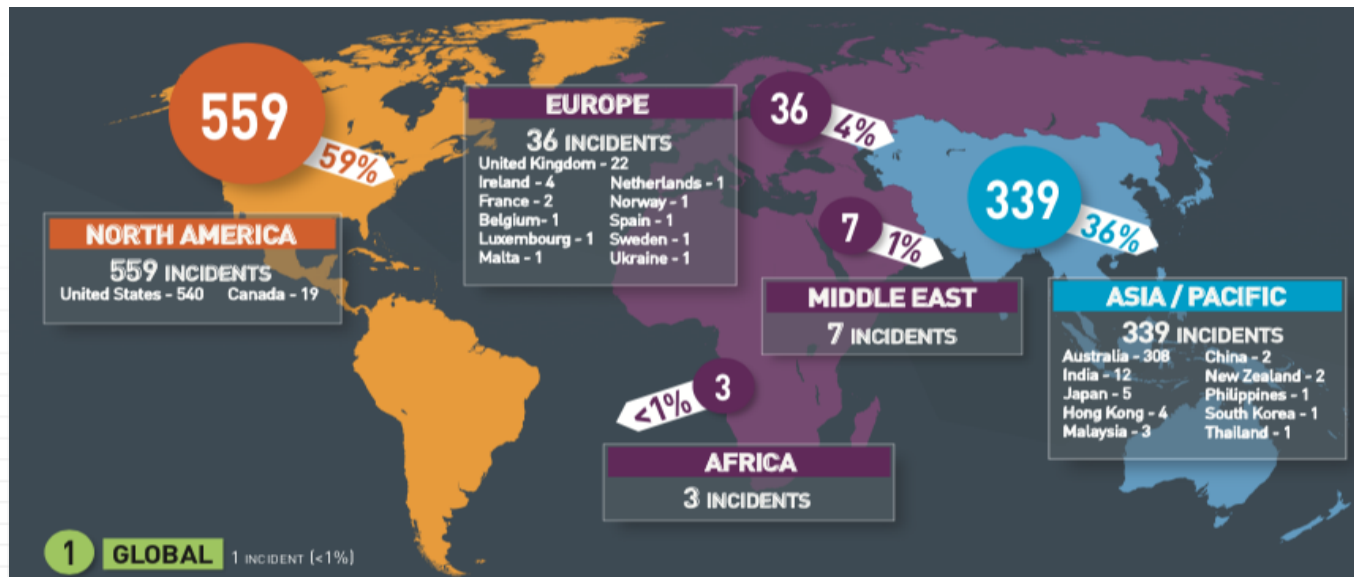 559
59%
NORTH AMERICA
559 INCIDENTS
United States - 540 Canada - 19
EUROPE
36 INCIDENTS
United Kingdom - 22
Ireland - 4 Netherlands - 1
France - 2 Norway - 1
Belgium- 1 Spain - 1
Luxembourg - 1 Sweden - 1
Malta - 1 Ukraine - 1
36
4%
7
1%
MIDDLE EAST
7 INCIDENTS
339
36%
ASIA / PACIFIC
339 INCIDENTS
Australia - 308 China - 2
India - 12 New Zealand - 2
Japan - 5 Philippines - 1
Hong Kong - 4 South Korea - 1
Malaysia - 3 Thailand - 1
<1% 3
AFRICA
3 INCIDENTS
1 GLOBAL 1 INCIDENT (<1%)